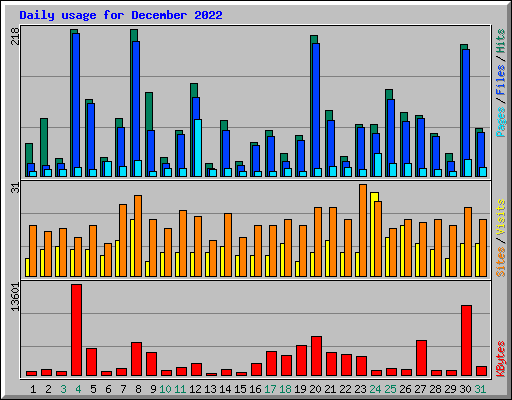 Daily usage for December 2022
218
Pages / Files / Hits
31
Sites / Visits
13601
KBytes
1 2 3 4 5 6 7 8 9 10 11 12 13 14 15 16 17 18 19 20 21 22 23 24 25 26 27 28 29 30 31